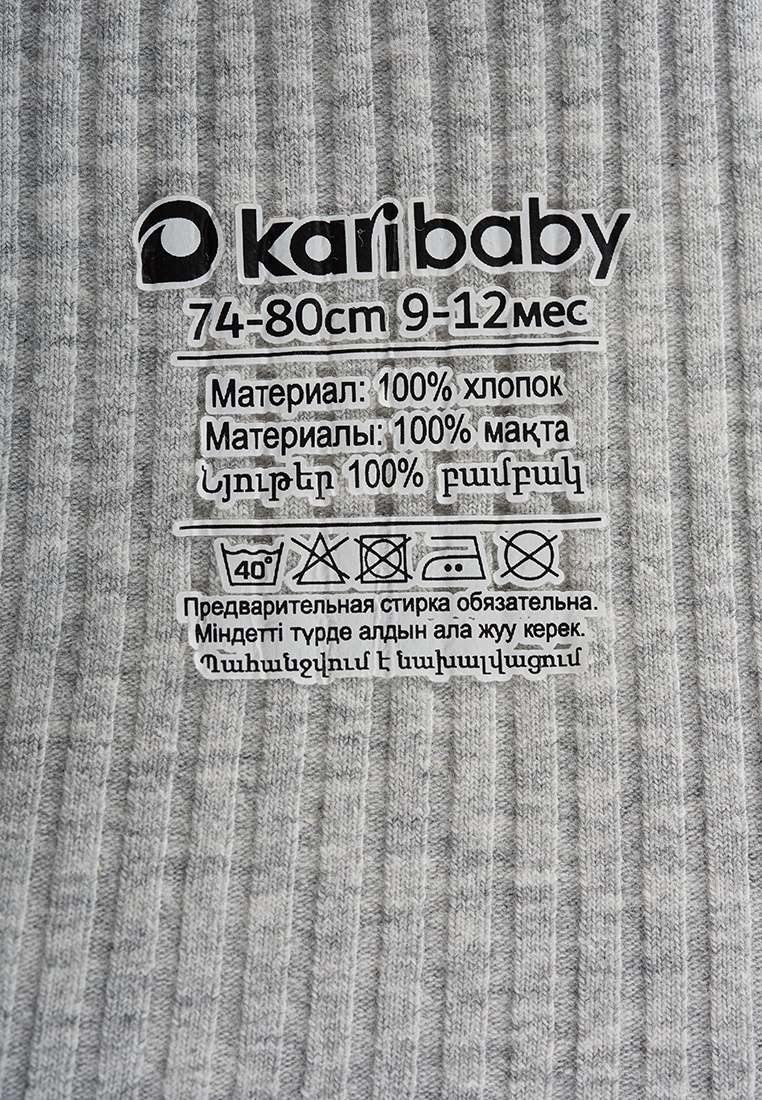 kari baby
74-80cm 9-12мес
Материал: 100% хлопок
Материалы: 100% мақта
Նյութեր 100% բամբակ
40°
Предварительная стирка обязательна.
Міндетті түрде алдын ала жуу керек.
Պահանջվում է նախալվացում